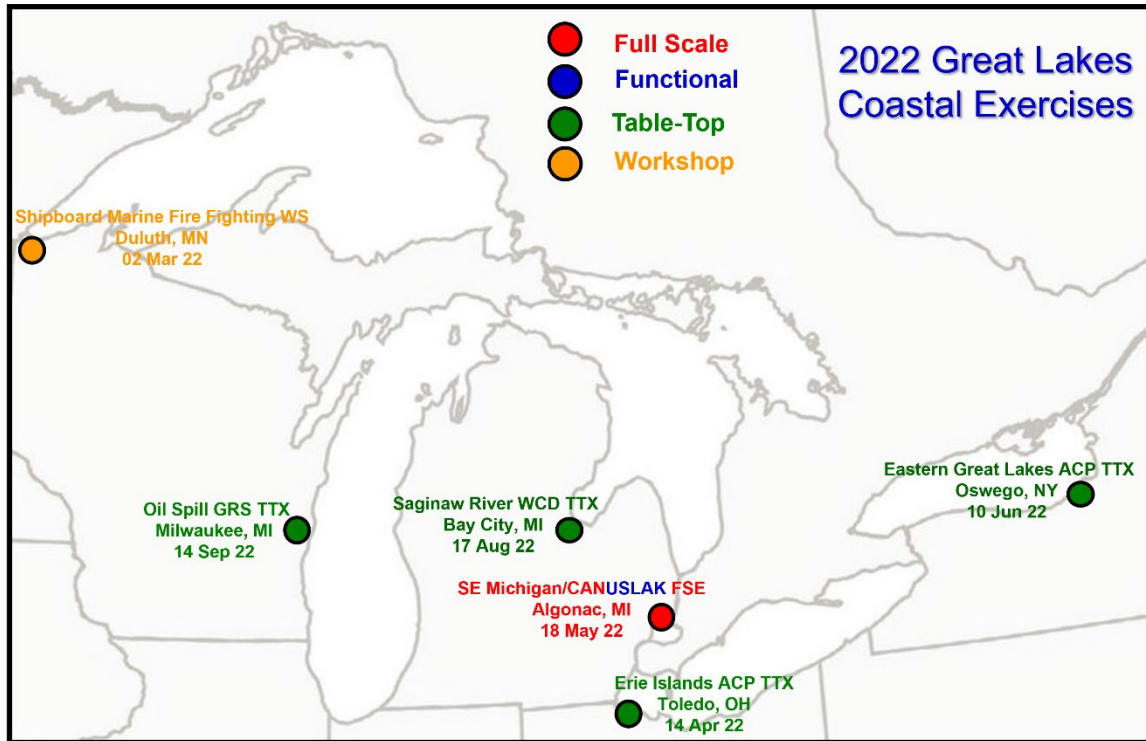 2022 Great Lakes
Coastal Exercises
Full Scale
Functional
Table-Top
Workshop
Shipboard Marine Fire Fighting WS
Duluth, MN
02 Mar 22
Oil Spill GRS TTX
Milwaukee, MI
14 Sep 22
Saginaw River WCD TTX
Bay City, MI
17 Aug 22
Eastern Great Lakes ACP TTX
Oswego, NY
10 Jun 22
SE Michigan/CANUSLAK FSE
Algonac, MI
18 May 22
Erie Islands ACP TTX
Toledo, OH
14 Apr 22